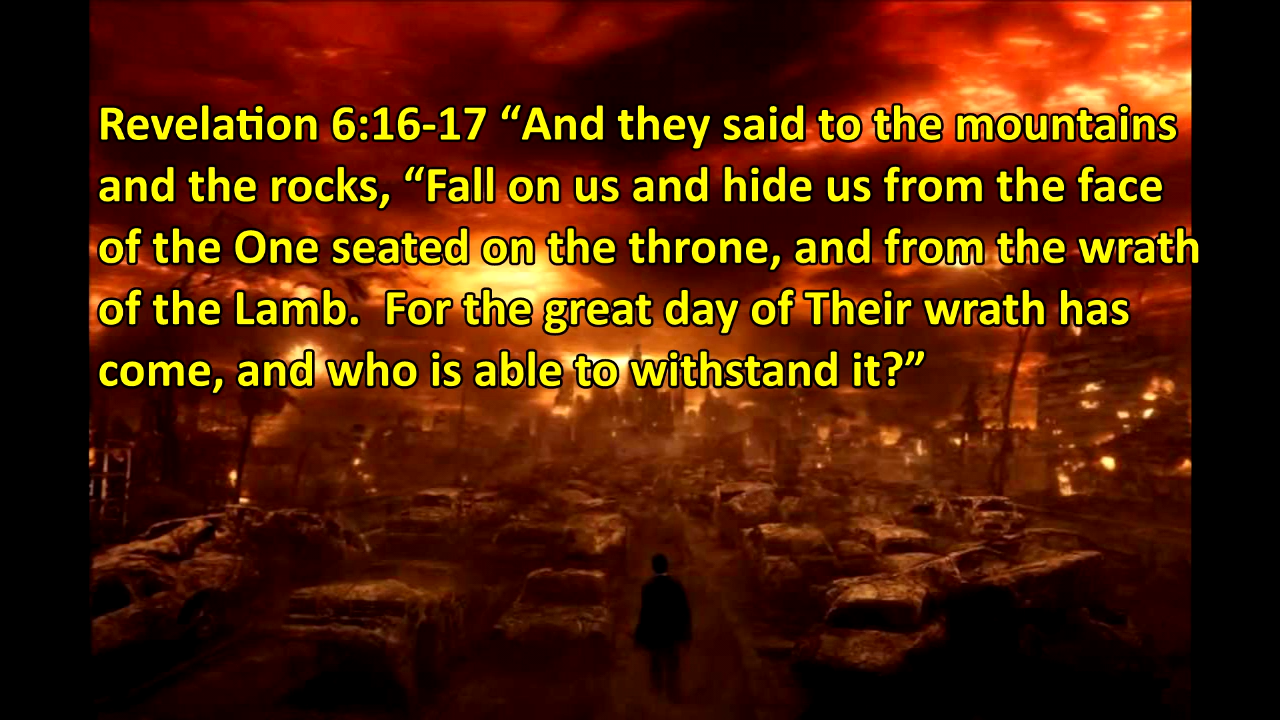 Revelation 6:16-17 “And they said to the mountains
and the rocks, “Fall on us and hide us from the face
of the One seated on the throne, and from the wrath
of the Lamb.  For the great day of Their wrath has
come, and who is able to withstand it?”